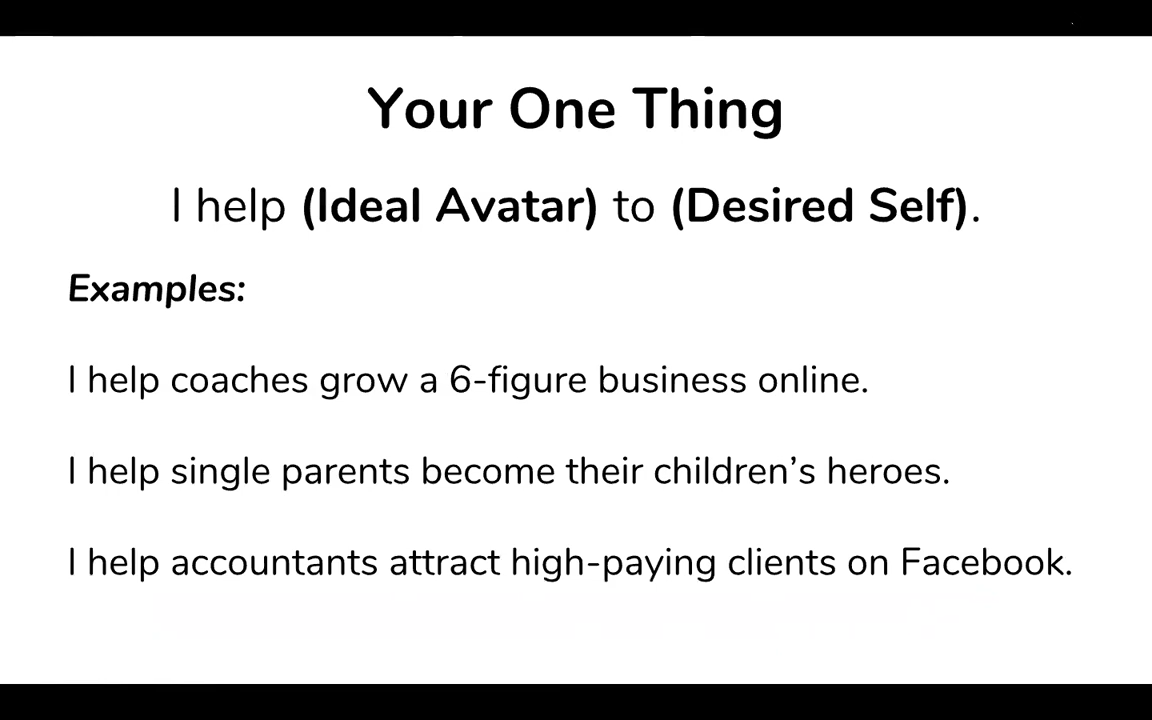 Your One Thing
I help (Ideal Avatar) to (Desired Self).
Examples:
I help coaches grow a 6-figure business online.
I help single parents become their children’s heroes.
I help accountants attract high-paying clients on Facebook.